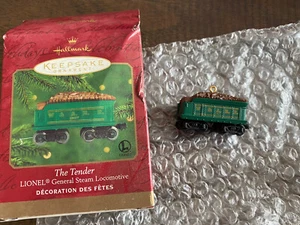 Hallmark
KEEPSAKE
ORNAMENT
The Tender
LIONEL® General Steam Locomotive
DÉCORATION DES FÊTES
L